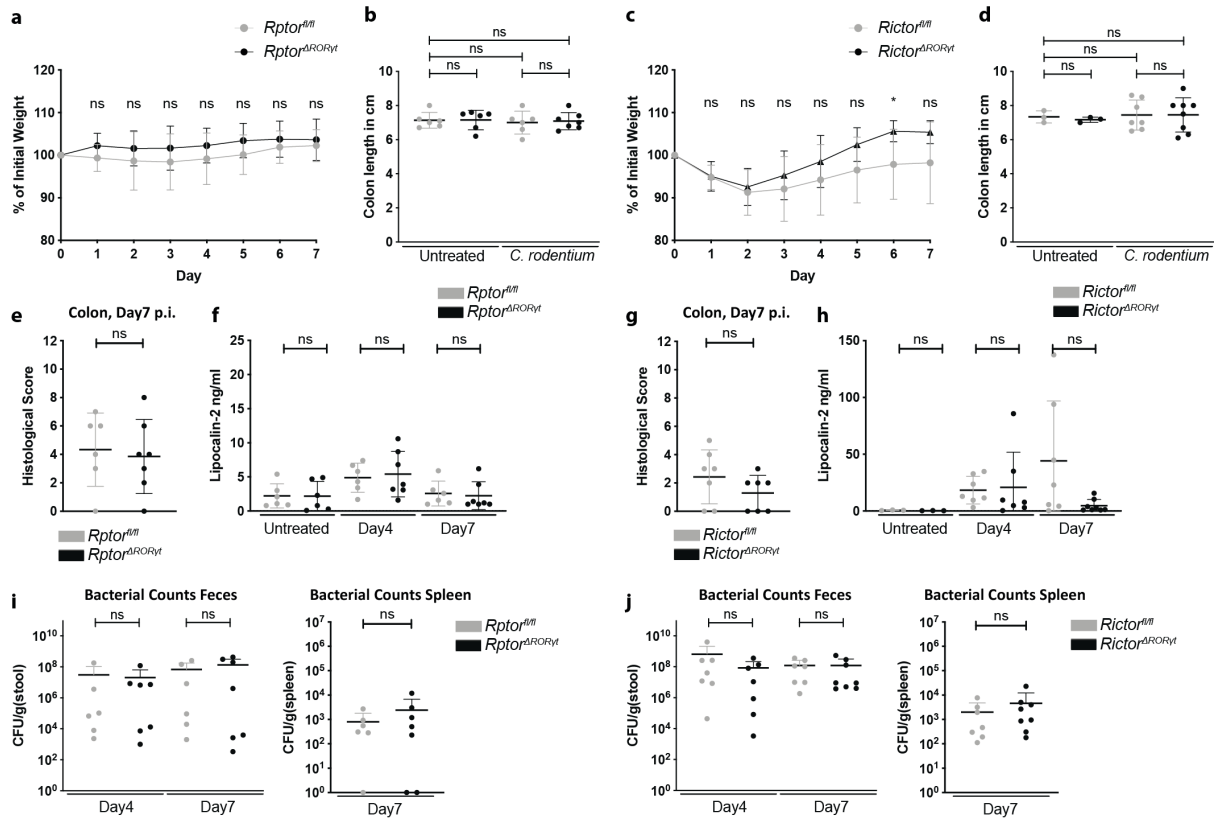 a
Rptor^fl/fl
Rptor^ΔRORγt
% of Initial Weight
120
110
100
90
80
ns ns ns ns ns ns ns
0 1 2 3 4 5 6 7
Day
b
ns
ns
ns ns
Colon length in cm
10
8
6
4
2
0
Untreated C. rodentium
c
Rictor^fl/fl
Rictor^ΔRORγt
% of Initial Weight
120
110
100
90
80
ns ns ns ns ns * ns
0 1 2 3 4 5 6 7
Day
d
ns
ns
ns ns
Colon length in cm
10
8
6
4
2
0
Untreated C. rodentium
e
Colon, Day7 p.i.
ns
Histological Score
12
10
8
6
4
2
0
Rptor^fl/fl
Rptor^ΔRORγt
f
Rptor^fl/fl
Rptor^ΔRORγt
ns ns ns
Lipocalin-2 ng/ml
25
20
15
10
5
0
Untreated Day4 Day7
g
Colon, Day7 p.i.
ns
Histological Score
12
10
8
6
4
2
0
Rictor^fl/fl
Rictor^ΔRORγt
h
Rictor^fl/fl
Rictor^ΔRORγt
ns ns ns
Lipocalin-2 ng/ml
150
100
50
0
Untreated Day4 Day7
i
Bacterial Counts Feces
ns ns
CFU/g(stool)
10^10
10^8
10^6
10^4
10^2
10^0
Day4 Day7
Bacterial Counts Spleen
ns
CFU/g(spleen)
10^7
10^6
10^5
10^4
10^3
10^2
10^1
10^0
Day7
Rptor^fl/fl
Rptor^ΔRORγt
j
Bacterial Counts Feces
ns ns
CFU/g(stool)
10^10
10^8
10^6
10^4
10^2
10^0
Day4 Day7
Bacterial Counts Spleen
ns
CFU/g(spleen)
10^7
10^6
10^5
10^4
10^3
10^2
10^1
10^0
Day7
Rictor^fl/fl
Rictor^ΔRORγt